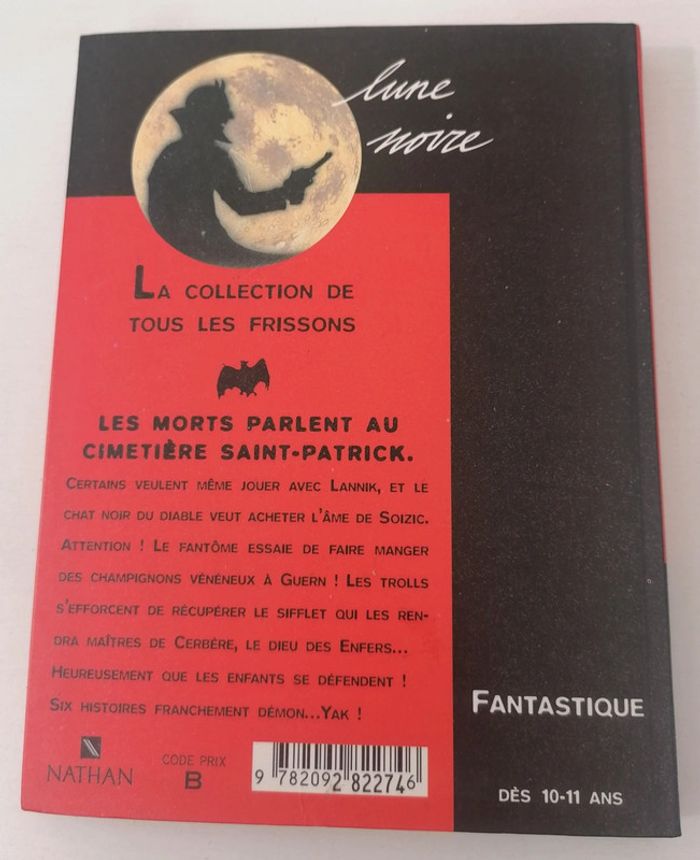 lune
noire
LA COLLECTION DE
TOUS LES FRISSONS
LES MORTS PARLENT AU
CIMETIÈRE SAINT-PATRICK.
CERTAINS VEULENT MÊME JOUER AVEC LANNIK, ET LE
CHAT NOIR DU DIABLE VEUT ACHETER L'ÂME DE SOIZIC.
ATTENTION ! LE FANTÔME ESSAIE DE FAIRE MANGER
DES CHAMPIGNONS VÉNÉNEUX À GUERN ! LES TROLLS
S'EFFORCENT DE RÉCUPÉRER LE SIFFLET QUI LES REN-
DRA MAÎTRES DE CERBÈRE, LE DIEU DES ENFERS...
HEUREUSEMENT QUE LES ENFANTS SE DÉFENDENT !
SIX HISTOIRES FRANCHEMENT DÉMON...YAK !
FANTASTIQUE
NATHAN
CODE PRIX
B
9 782092 822746
DÈS 10-11 ANS